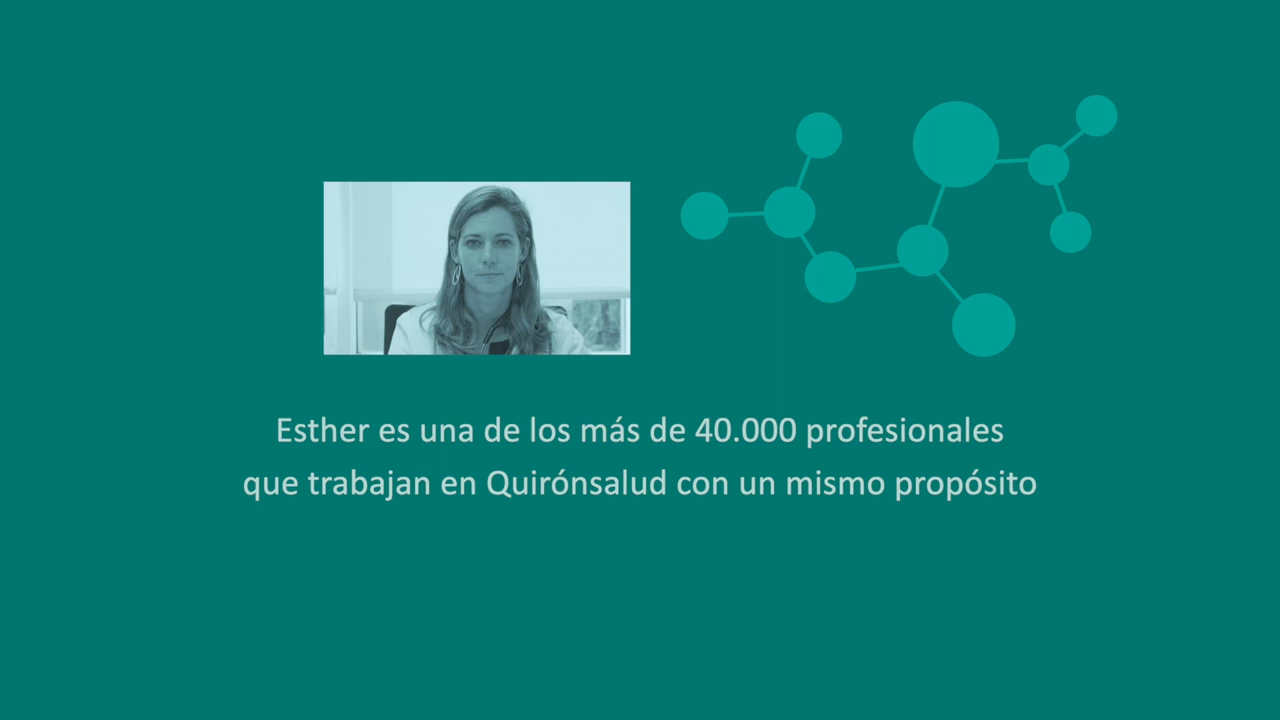 Esther es una de los más de 40.000 profesionales
que trabajan en Quirónsalud con un mismo propósito